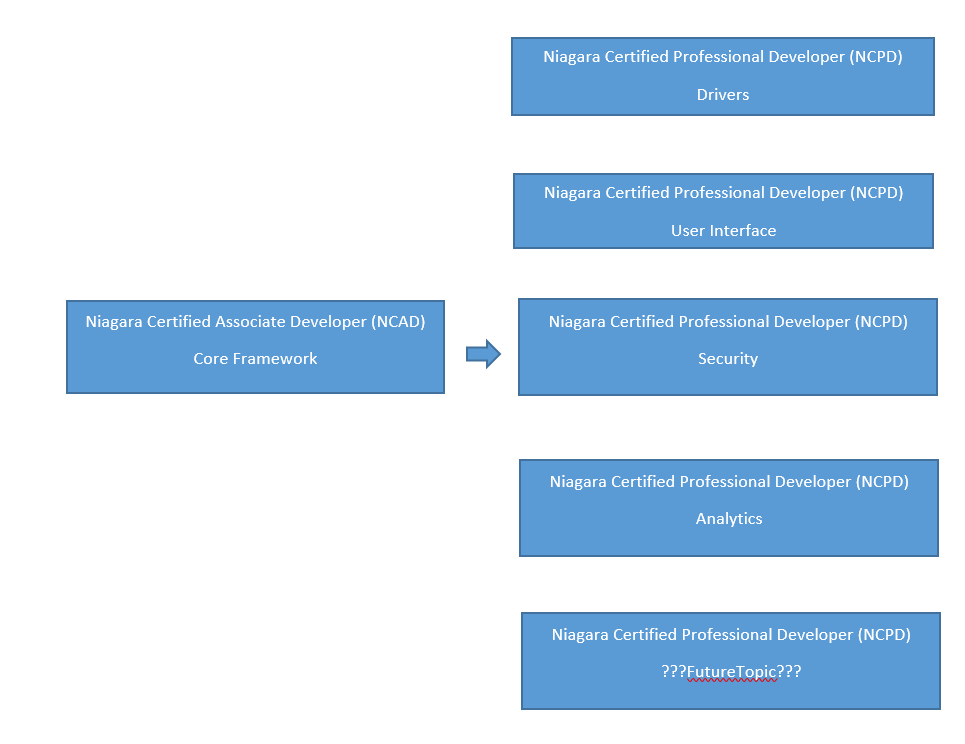 Niagara Certified Professional Developer (NCPD)
Drivers
Niagara Certified Professional Developer (NCPD)
User Interface
Niagara Certified Associate Developer (NCAD)
Core Framework
Niagara Certified Professional Developer (NCPD)
Security
Niagara Certified Professional Developer (NCPD)
Analytics
Niagara Certified Professional Developer (NCPD)
???FutureTopic???